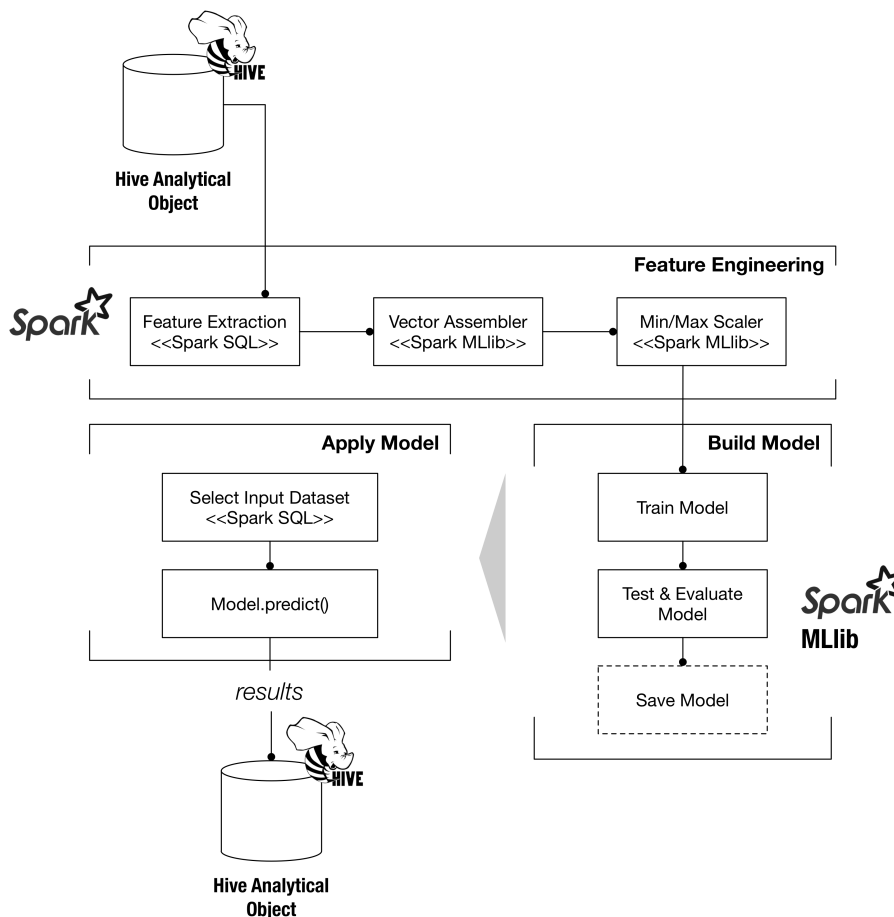 HIVE
Hive Analytical
Object
Feature Engineering
Spark
Feature Extraction
<<Spark SQL>>
Vector Assembler
<<Spark MLlib>>
Min/Max Scaler
<<Spark MLlib>>
Apply Model
Select Input Dataset
<<Spark SQL>>
Model.predict()
results
HIVE
Hive Analytical
Object
Build Model
Train Model
Test & Evaluate
Model
Save Model
Spark
MLlib